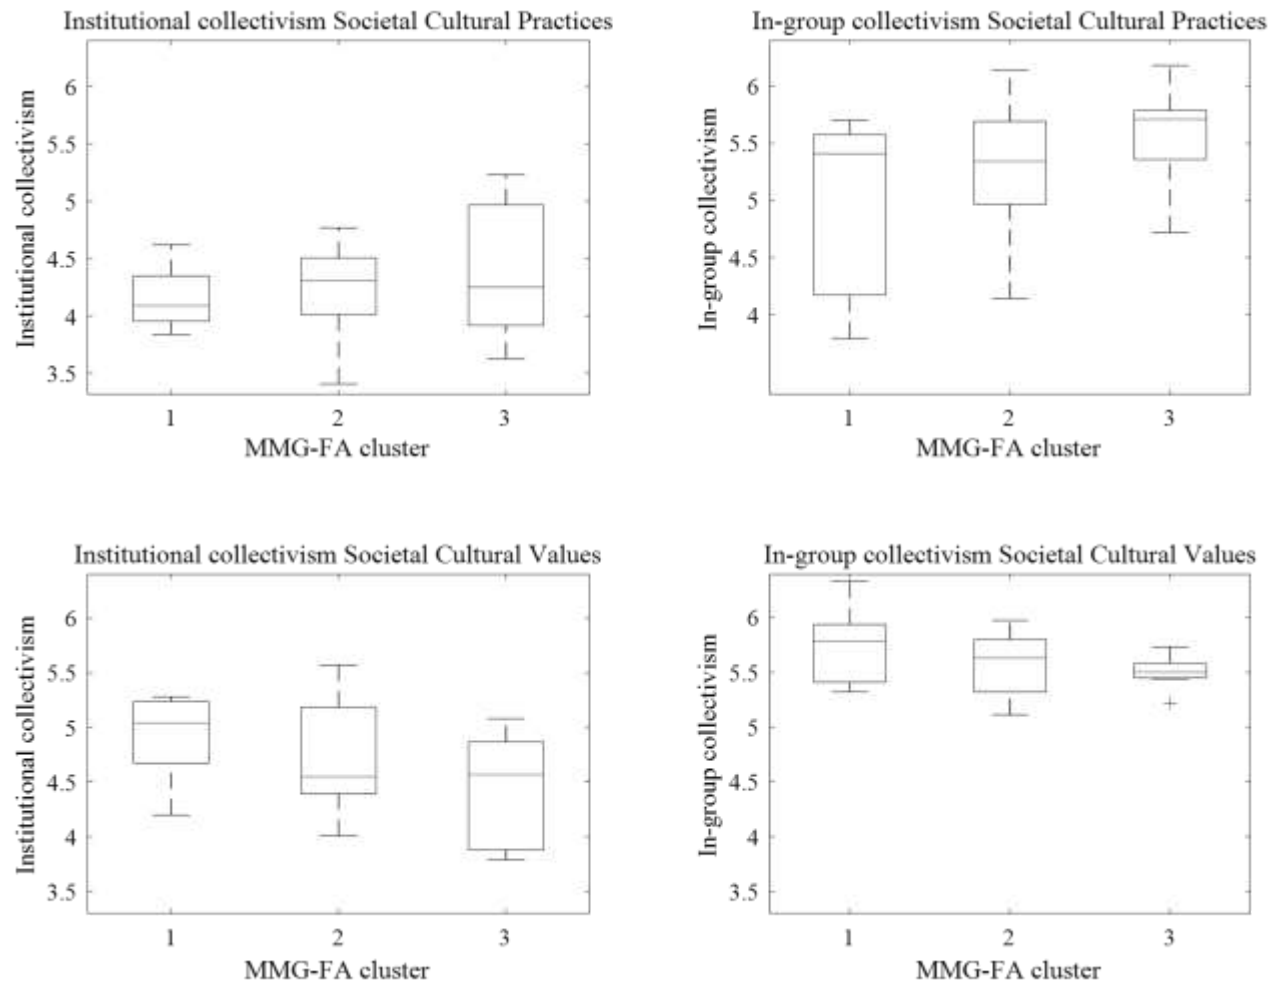 Institutional collectivism Societal Cultural Practices
Institutional collectivism
6
5.5
5
4.5
4
3.5
1 2 3
MMG-FA cluster
In-group collectivism Societal Cultural Practices
In-group collectivism
6
5.5
5
4.5
4
1 2 3
MMG-FA cluster
Institutional collectivism Societal Cultural Values
Institutional collectivism
6
5.5
5
4.5
4
3.5
1 2 3
MMG-FA cluster
In-group collectivism Societal Cultural Values
In-group collectivism
6
5.5
5
4.5
4
3.5
1 2 3
MMG-FA cluster